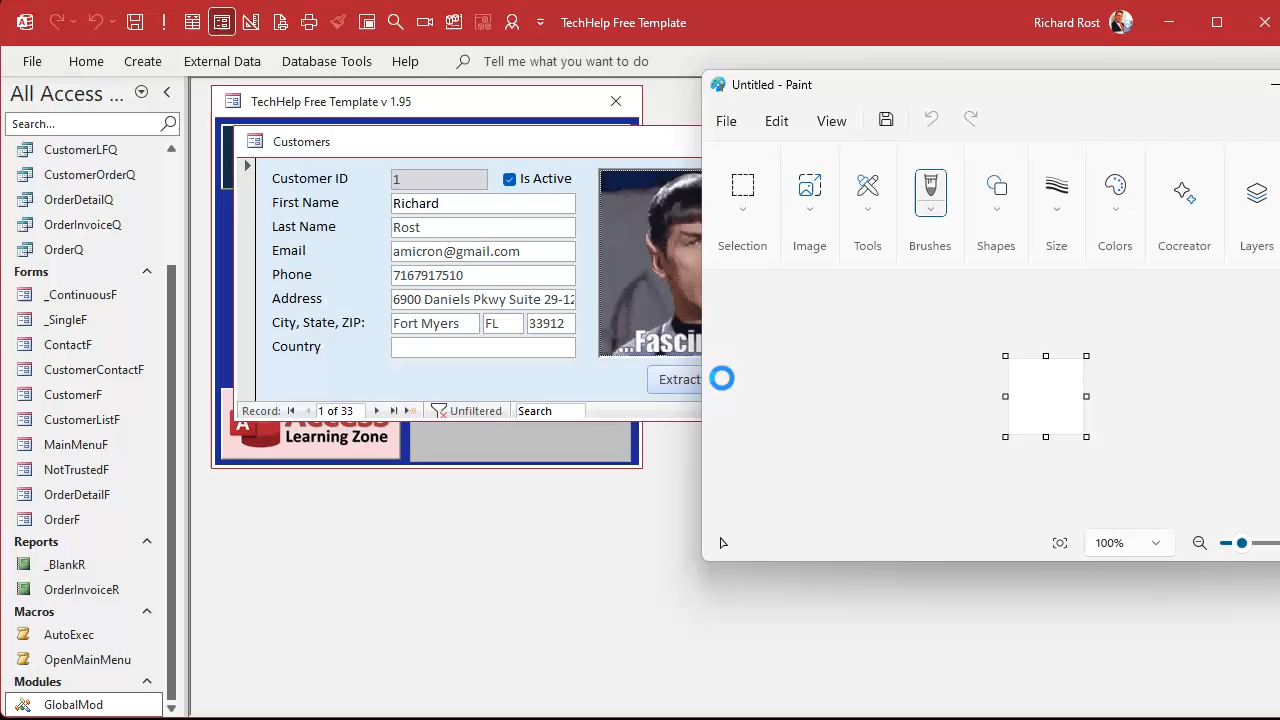 TechHelp Free Template
Richard Rost
File Home Create External Data Database Tools Help Tell me what you want to do
All Access ...
Search...
CustomerLFQ
CustomerOrderQ
OrderDetailQ
OrderInvoiceQ
OrderQ
Forms
_ContinuousF
_SingleF
ContactF
CustomerContactF
CustomerF
CustomerListF
MainMenuF
NotTrustedF
OrderDetailF
OrderF
Reports
_BlankR
OrderInvoiceR
Macros
AutoExec
OpenMainMenu
Modules
GlobalMod
TechHelp Free Template v 1.95
Customers
Customer ID 1 Is Active
First Name Richard
Last Name Rost
Email amicron@gmail.com
Phone 7167917510
Address 6900 Daniels Pkwy Suite 29-12
City, State, ZIP: Fort Myers FL 33912
Country
...Fascin
Extract
Record: 1 of 33 Unfiltered Search
A
Learning Zone
Untitled - Paint
File Edit View
Selection Image Tools Brushes Shapes Size Colors Cocreator Layers
100%